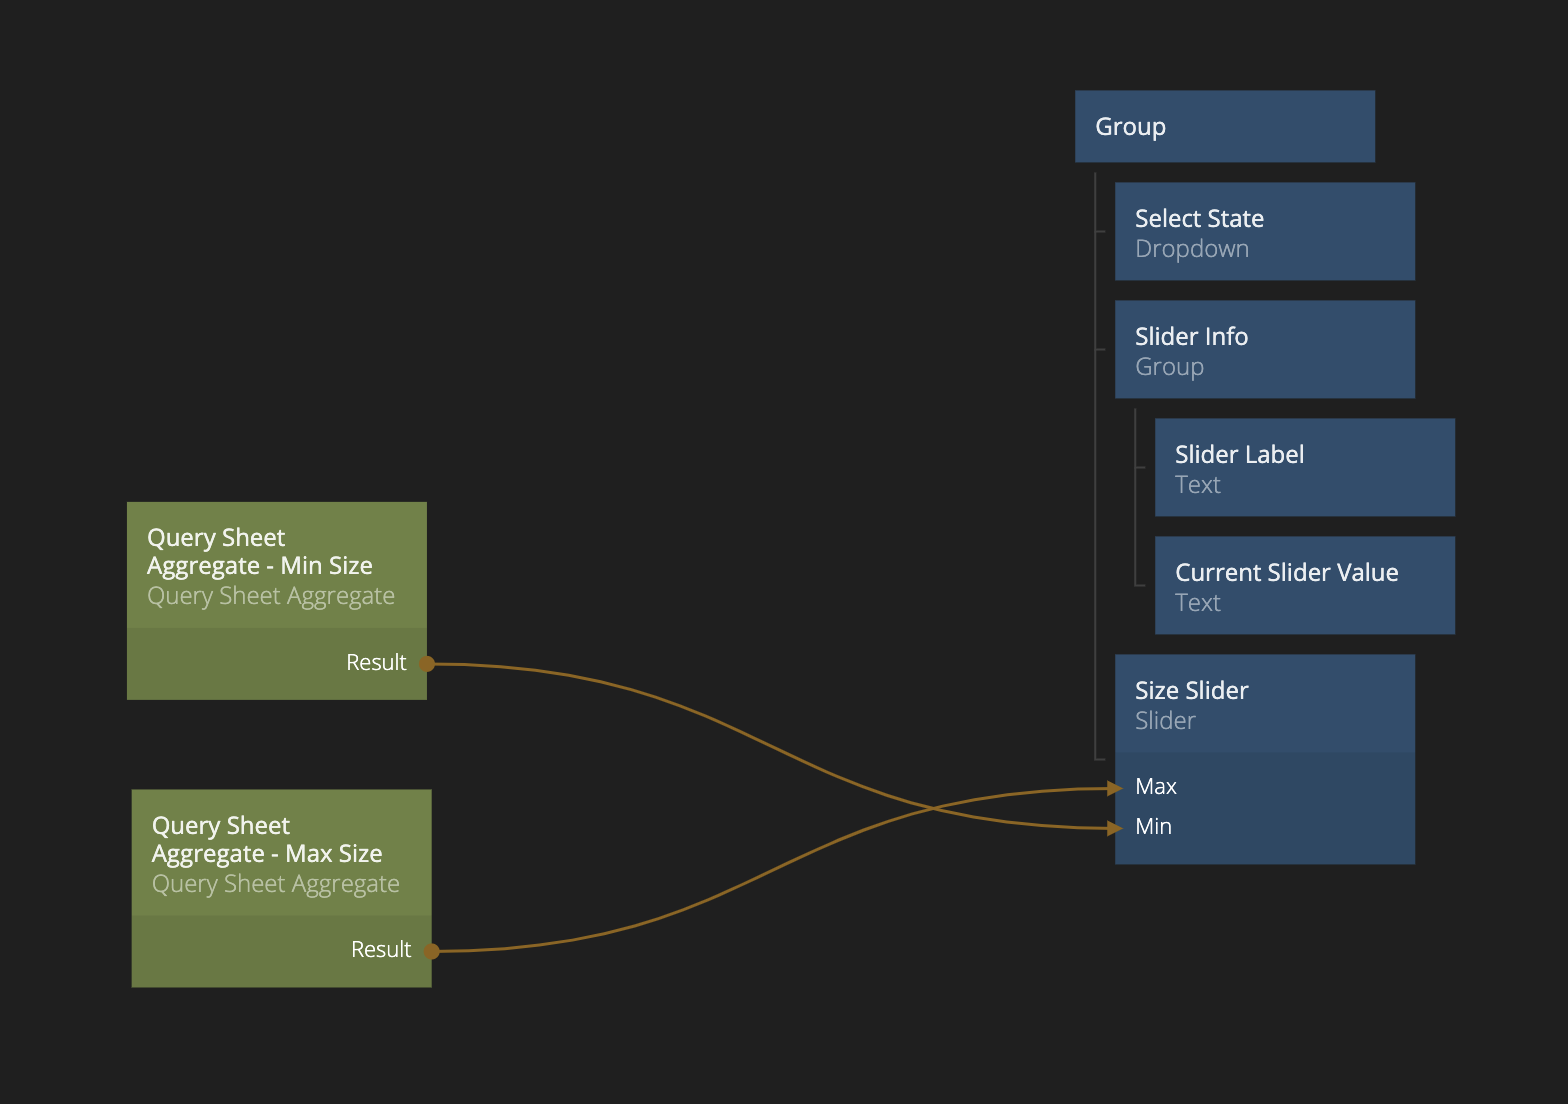 Group
Select State
Dropdown
Slider Info
Group
Slider Label
Text
Current Slider Value
Text
Size Slider
Slider
Max
Min
Query Sheet
Aggregate - Min Size
Query Sheet Aggregate
Result
Query Sheet
Aggregate - Max Size
Query Sheet Aggregate
Result